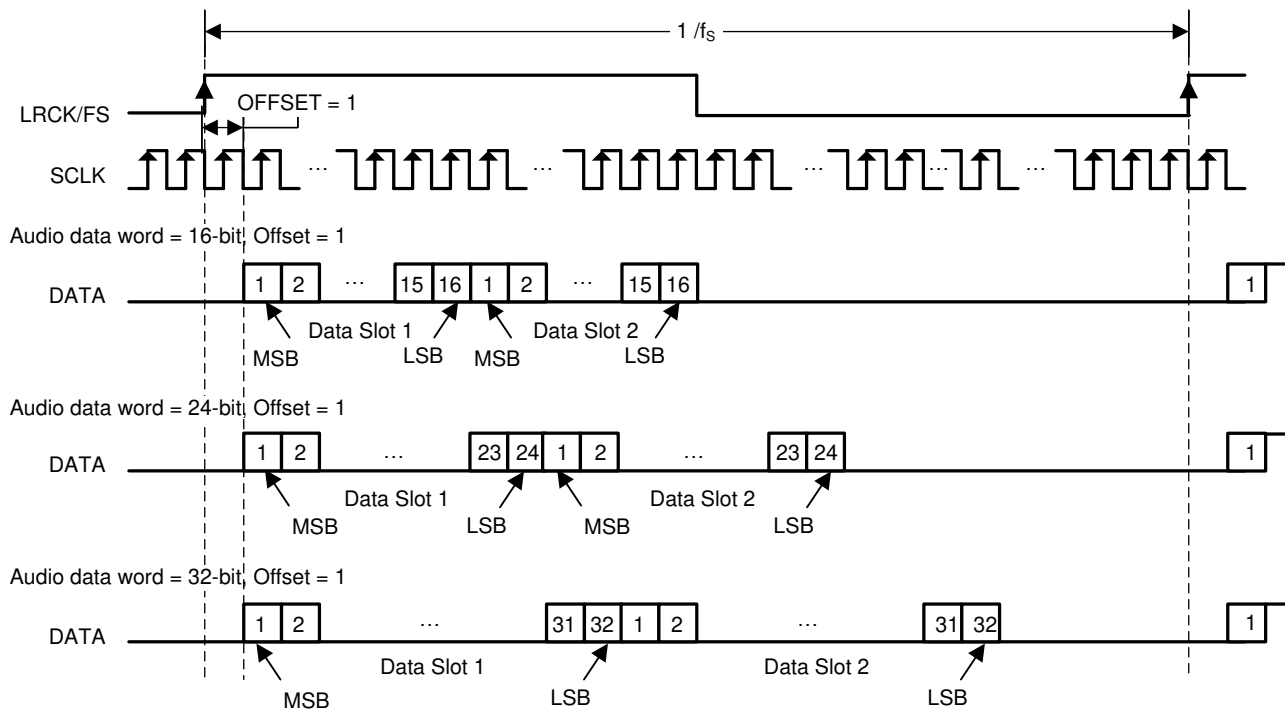 1 /fS
LRCK/FS
OFFSET = 1
SCLK
... ... ... ... ...
Audio data word = 16-bit, Offset = 1
DATA
1 2 ... 15 16 1 2 ... 15 16 1
Data Slot 1 Data Slot 2
MSB LSB MSB LSB
Audio data word = 24-bit, Offset = 1
DATA
1 2 ... 23 24 1 2 ... 23 24 1
Data Slot 1 Data Slot 2
MSB LSB MSB LSB
Audio data word = 32-bit, Offset = 1
DATA
1 2 ... 31 32 1 2 ... 31 32 1
Data Slot 1 Data Slot 2
MSB LSB LSB